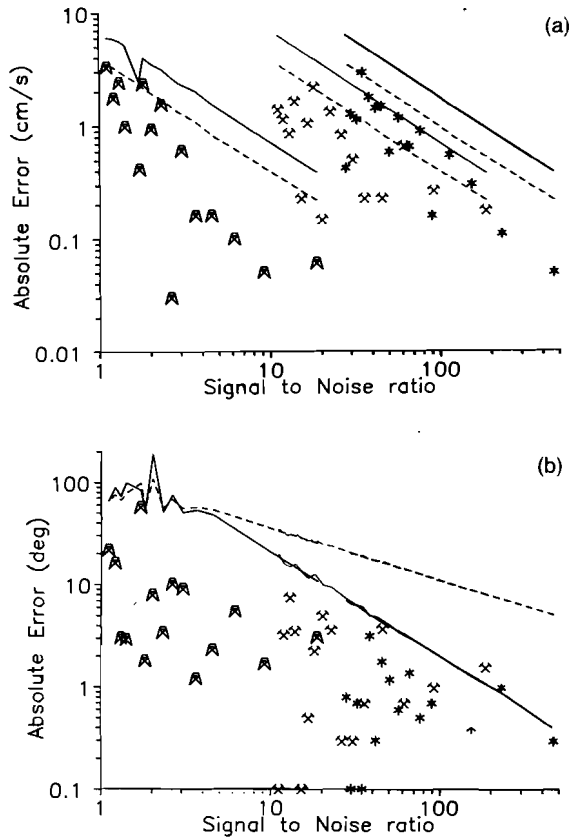 (a)
10
1
0.1
0.01
Absolute Error (cm/s)
1 10 100
Signal to Noise ratio
(b)
100
10
1
0.1
Absolute Error (deg)
1 10 100
Signal to Noise ratio